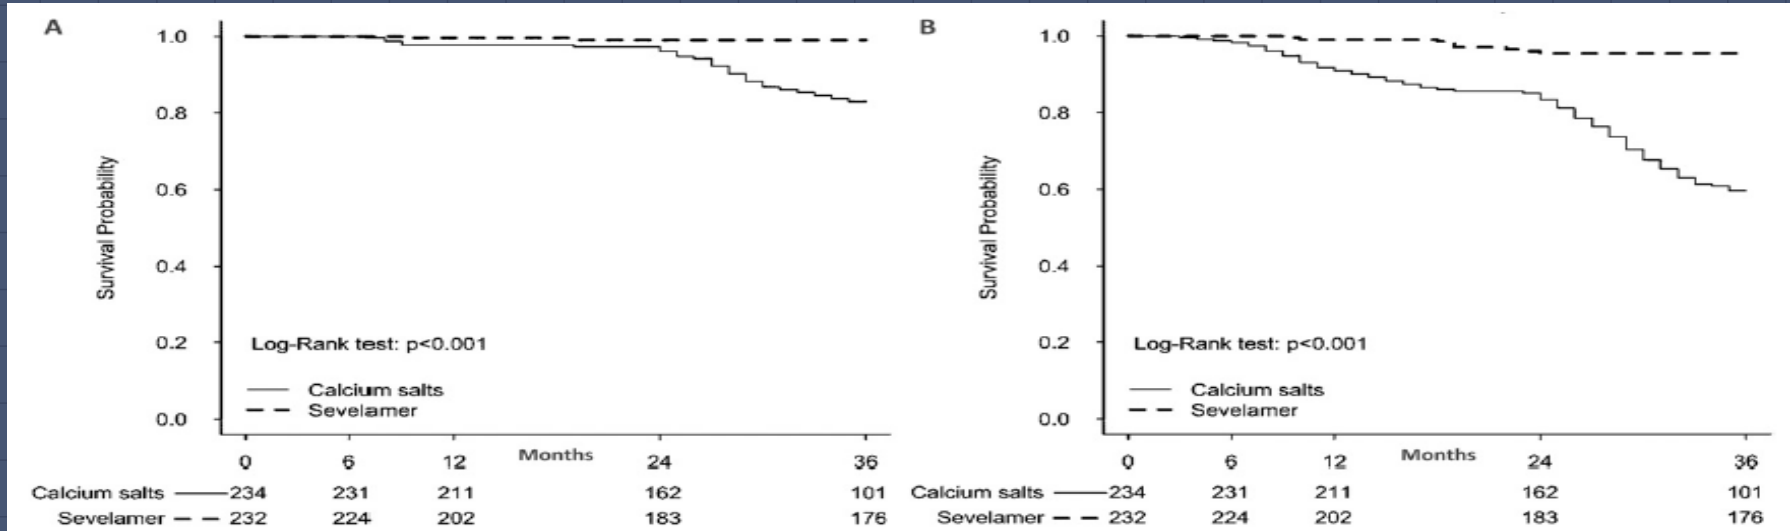 A
1.0
0.8
0.6
0.4
0.2
0.0
Survival Probability
Log-Rank test: p<0.001
Calcium salts
Sevelamer
0 6 12 Months 24 36
Calcium salts 234 231 211 162 101
Sevelamer 232 224 202 183 176
B
1.0
0.8
0.6
0.4
0.2
0.0
Survival Probability
Log-Rank test: p<0.001
Calcium salts
Sevelamer
0 6 12 Months 24 36
Calcium salts 234 231 211 162 101
Sevelamer 232 224 202 183 176